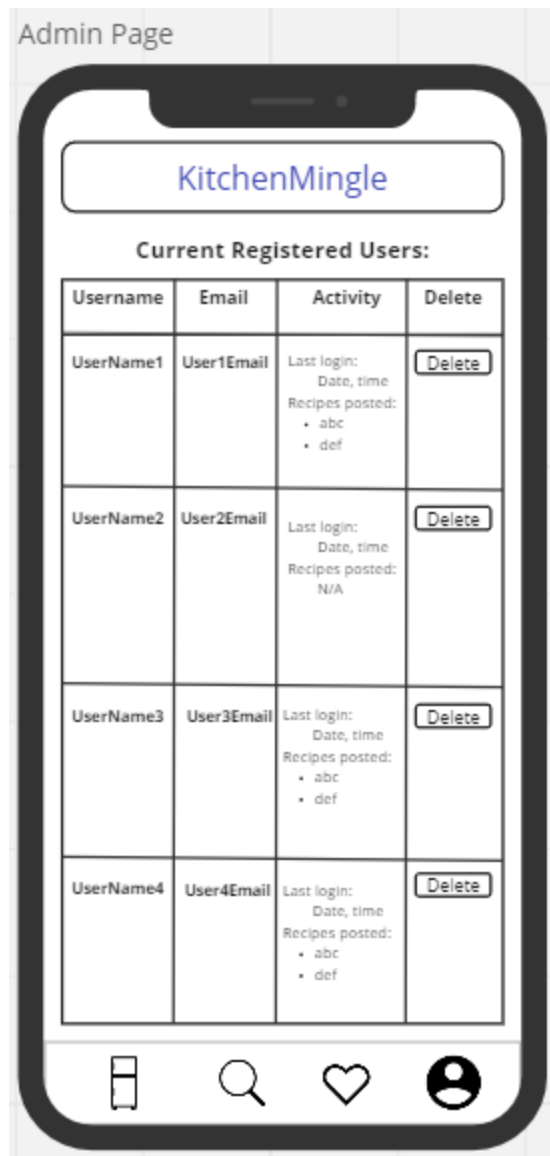 Admin Page
KitchenMingle
Current Registered Users:
Username Email Activity Delete
UserName1 User1Email Last login: Delete
Date, time
Recipes posted:
• abc
• def
UserName2 User2Email Last login: Delete
Date, time
Recipes posted:
N/A
UserName3 User3Email Last login: Delete
Date, time
Recipes posted:
• abc
• def
UserName4 User4Email Last login: Delete
Date, time
Recipes posted:
• abc
• def